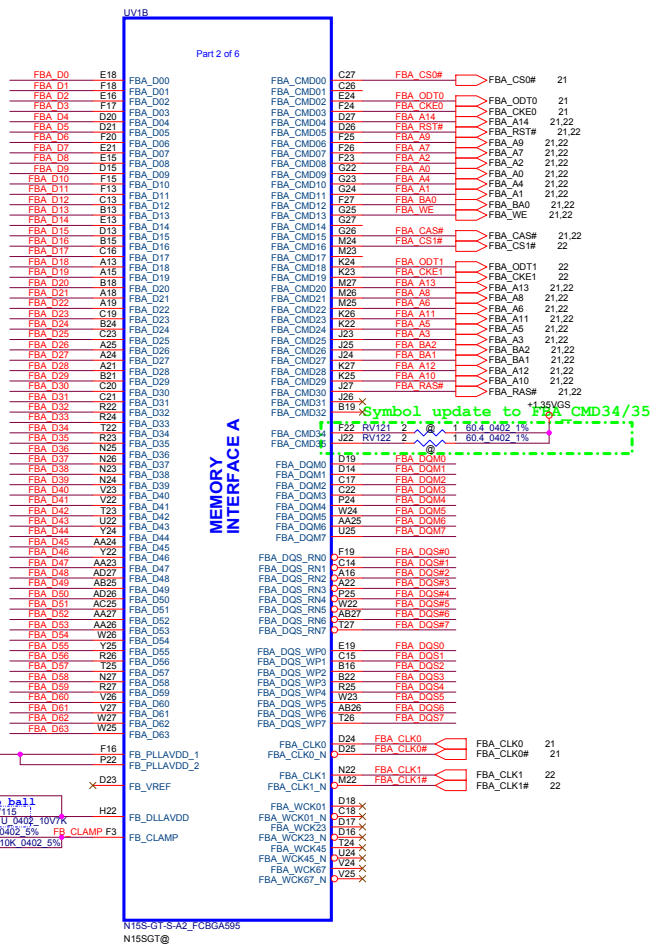 UV1B
Part 2 of 6
MEMORY
INTERFACE A
FBA_D0 E18 FBA_D00
FBA_D1 F18 FBA_D01
FBA_D2 E16 FBA_D02
FBA_D3 F17 FBA_D03
FBA_D4 D20 FBA_D04
FBA_D5 D21 FBA_D05
FBA_D6 F20 FBA_D06
FBA_D7 E21 FBA_D07
FBA_D8 E15 FBA_D08
FBA_D9 D15 FBA_D09
FBA_D10 F15 FBA_D10
FBA_D11 F13 FBA_D11
FBA_D12 C13 FBA_D12
FBA_D13 B13 FBA_D13
FBA_D14 E13 FBA_D14
FBA_D15 D13 FBA_D15
FBA_D16 B15 FBA_D16
FBA_D17 C16 FBA_D17
FBA_D18 A13 FBA_D18
FBA_D19 A15 FBA_D19
FBA_D20 B18 FBA_D20
FBA_D21 A18 FBA_D21
FBA_D22 A19 FBA_D22
FBA_D23 C19 FBA_D23
FBA_D24 B24 FBA_D24
FBA_D25 C23 FBA_D25
FBA_D26 A25 FBA_D26
FBA_D27 A24 FBA_D27
FBA_D28 A21 FBA_D28
FBA_D29 B21 FBA_D29
FBA_D30 C20 FBA_D30
FBA_D31 C21 FBA_D31
FBA_D32 R22 FBA_D32
FBA_D33 R24 FBA_D33
FBA_D34 T22 FBA_D34
FBA_D35 R23 FBA_D35
FBA_D36 N25 FBA_D36
FBA_D37 N26 FBA_D37
FBA_D38 N23 FBA_D38
FBA_D39 N24 FBA_D39
FBA_D40 V23 FBA_D40
FBA_D41 V22 FBA_D41
FBA_D42 T23 FBA_D42
FBA_D43 U22 FBA_D43
FBA_D44 Y24 FBA_D44
FBA_D45 AA24 FBA_D45
FBA_D46 Y22 FBA_D46
FBA_D47 AA23 FBA_D47
FBA_D48 AD27 FBA_D48
FBA_D49 AB25 FBA_D49
FBA_D50 AD26 FBA_D50
FBA_D51 AC25 FBA_D51
FBA_D52 AA27 FBA_D52
FBA_D53 AA26 FBA_D53
FBA_D54 W26 FBA_D54
FBA_D55 Y25 FBA_D55
FBA_D56 R26 FBA_D56
FBA_D57 T25 FBA_D57
FBA_D58 N27 FBA_D58
FBA_D59 R27 FBA_D59
FBA_D60 V26 FBA_D60
FBA_D61 V27 FBA_D61
FBA_D62 W27 FBA_D62
FBA_D63 W25 FBA_D63
F16 FB_PLLAVDD_1
P22 FB_PLLAVDD_2
D23 FB_VREF
ball
H22 FB_DLLAVDD
0402_10V7K
0402_5%
FB_CLAMP F3 FB_CLAMP
10K_0402_5%
FBA_CMD00 C27 FBA_CS0# FBA_CS0# 21
FBA_CMD01 C26
FBA_CMD02 E24 FBA_ODT0 FBA_ODT0 21
FBA_CMD03 F24 FBA_CKE0 FBA_CKE0 21
FBA_CMD04 D27 FBA_A14 FBA_A14 21,22
FBA_CMD05 D26 FBA_RST# FBA_RST# 21,22
FBA_CMD06 F25 FBA_A9 FBA_A9 21,22
FBA_CMD07 F26 FBA_A7 FBA_A7 21,22
FBA_CMD08 F23 FBA_A2 FBA_A2 21,22
FBA_CMD09 G22 FBA_A0 FBA_A0 21,22
FBA_CMD10 G23 FBA_A4 FBA_A4 21,22
FBA_CMD11 G24 FBA_A1 FBA_A1 21,22
FBA_CMD12 F27 FBA_BA0 FBA_BA0 21,22
FBA_CMD13 G25 FBA_WE FBA_WE 21,22
FBA_CMD14 G27
FBA_CMD15 G26 FBA_CAS# FBA_CAS# 21,22
FBA_CMD16 M24 FBA_CS1# FBA_CS1# 22
FBA_CMD17 M23
FBA_CMD18 K24 FBA_ODT1 FBA_ODT1 22
FBA_CMD19 K23 FBA_CKE1 FBA_CKE1 22
FBA_CMD20 M27 FBA_A13 FBA_A13 21,22
FBA_CMD21 M26 FBA_A8 FBA_A8 21,22
FBA_CMD22 M25 FBA_A6 FBA_A6 21,22
FBA_CMD23 K26 FBA_A11 FBA_A11 21,22
FBA_CMD24 K22 FBA_A5 FBA_A5 21,22
FBA_CMD25 J23 FBA_A3 FBA_A3 21,22
FBA_CMD26 J25 FBA_BA2 FBA_BA2 21,22
FBA_CMD27 J24 FBA_BA1 FBA_BA1 21,22
FBA_CMD28 K27 FBA_A12 FBA_A12 21,22
FBA_CMD29 K25 FBA_A10 FBA_A10 21,22
FBA_CMD30 J27 FBA_RAS# FBA_RAS# 21,22
FBA_CMD31 J26
FBA_CMD32 B19
+1.35VGS
Symbol update to FBA_CMD34/35
FBA_CMD34 F22 RV121 2 @ 1 60.4_0402_1%
FBA_CMD35 J22 RV122 2 @ 1 60.4_0402_1%
FBA_DQM0 D19 FBA_DQM0
FBA_DQM1 D14 FBA_DQM1
FBA_DQM2 C17 FBA_DQM2
FBA_DQM3 C22 FBA_DQM3
FBA_DQM4 P24 FBA_DQM4
FBA_DQM5 W24 FBA_DQM5
FBA_DQM6 AA25 FBA_DQM6
FBA_DQM7 U25 FBA_DQM7
FBA_DQS_RN0 F19 FBA_DQS#0
FBA_DQS_RN1 C14 FBA_DQS#1
FBA_DQS_RN2 A16 FBA_DQS#2
FBA_DQS_RN3 A22 FBA_DQS#3
FBA_DQS_RN4 P25 FBA_DQS#4
FBA_DQS_RN5 W22 FBA_DQS#5
FBA_DQS_RN6 AB27 FBA_DQS#6
FBA_DQS_RN7 T27 FBA_DQS#7
FBA_DQS_WP0 E19 FBA_DQS0
FBA_DQS_WP1 C15 FBA_DQS1
FBA_DQS_WP2 B16 FBA_DQS2
FBA_DQS_WP3 B22 FBA_DQS3
FBA_DQS_WP4 R25 FBA_DQS4
FBA_DQS_WP5 W23 FBA_DQS5
FBA_DQS_WP6 AB26 FBA_DQS6
FBA_DQS_WP7 T26 FBA_DQS7
FBA_CLK0 D24 FBA_CLK0 FBA_CLK0 21
FBA_CLK0_N D25 FBA_CLK0# FBA_CLK0# 21
FBA_CLK1 N22 FBA_CLK1 FBA_CLK1 22
FBA_CLK1_N M22 FBA_CLK1# FBA_CLK1# 22
FBA_WCK01 D18
FBA_WCK01_N C18
FBA_WCK23 D17
FBA_WCK23_N D16
FBA_WCK45 T24
FBA_WCK45_N U24
FBA_WCK67 V24
FBA_WCK67_N V25
N15S-GT-S-A2_FCBGA595
N15SGT@